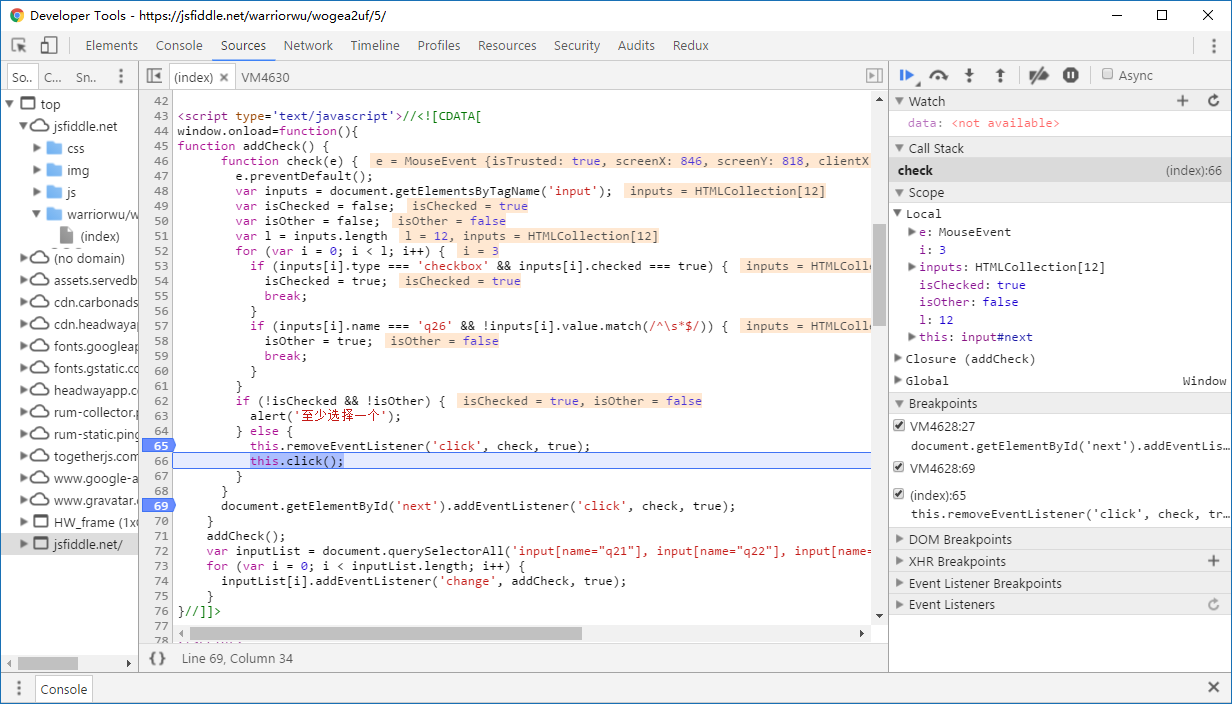 Developer Tools - https://jsfiddle.net/warriorwu/wogea2uf/5/
Elements Console Sources Network Timeline Profiles Resources Security Audits Redux
So.. C... Sn..
(index) × VM4630
Async
top
jsfiddle.net
css
img
js
warriorwu/w
(index)
(no domain)
assets.servedb
cdn.carbonads
cdn.headwaya
fonts.googleap
fonts.gstatic.co
headwayapp.c
rum-collector.p
rum-static.ping
togetherjs.com
www.google-a
www.gravatar.c
HW_frame (1x
jsfiddle.net/
42
43 <script type='text/javascript'>//<![CDATA[
44 window.onload=function(){
45 function addCheck() {
46 function check(e) { e = MouseEvent {isTrusted: true, screenX: 846, screenY: 818, clientX
47 e.preventDefault();
48 var inputs = document.getElementsByTagName('input'); inputs = HTMLCollection[12]
49 var isChecked = false; isChecked = true
50 var isOther = false; isOther = false
51 var l = inputs.length l = 12, inputs = HTMLCollection[12]
52 for (var i = 0; i < l; i++) { i = 3
53 if (inputs[i].type === 'checkbox' && inputs[i].checked === true) { inputs = HTMLColle
54 isChecked = true; isChecked = true
55 break;
56 }
57 if (inputs[i].name === 'q26' && !inputs[i].value.match(/^\s*$/)) { inputs = HTMLColle
58 isOther = true; isOther = false
59 break;
60 }
61 }
62 if (!isChecked && !isOther) { isChecked = true, isOther = false
63 alert('至少选择一个');
64 } else {
65 this.removeEventListener('click', check, true);
66 this.click();
67 }
68 }
69 document.getElementById('next').addEventListener('click', check, true);
70 }
71 addCheck();
72 var inputList = document.querySelectorAll('input[name="q21"], input[name="q22"], input[name=
73 for (var i = 0; i < inputList.length; i++) {
74 inputList[i].addEventListener('change', addCheck, true);
75 }
76 }//]]>
77
78
{} Line 69, Column 34
Watch
data: <not available>
Call Stack
check (index):66
Scope
Local
e: MouseEvent
i: 3
inputs: HTMLCollection[12]
isChecked: true
isOther: false
l: 12
this: input#next
Closure (addCheck)
Global Window
Breakpoints
VM4628:27
document.getElementById('next').addEventLis...
VM4628:69
(index):65
this.removeEventListener('click', check, tr...
DOM Breakpoints
XHR Breakpoints
Event Listener Breakpoints
Event Listeners
Console